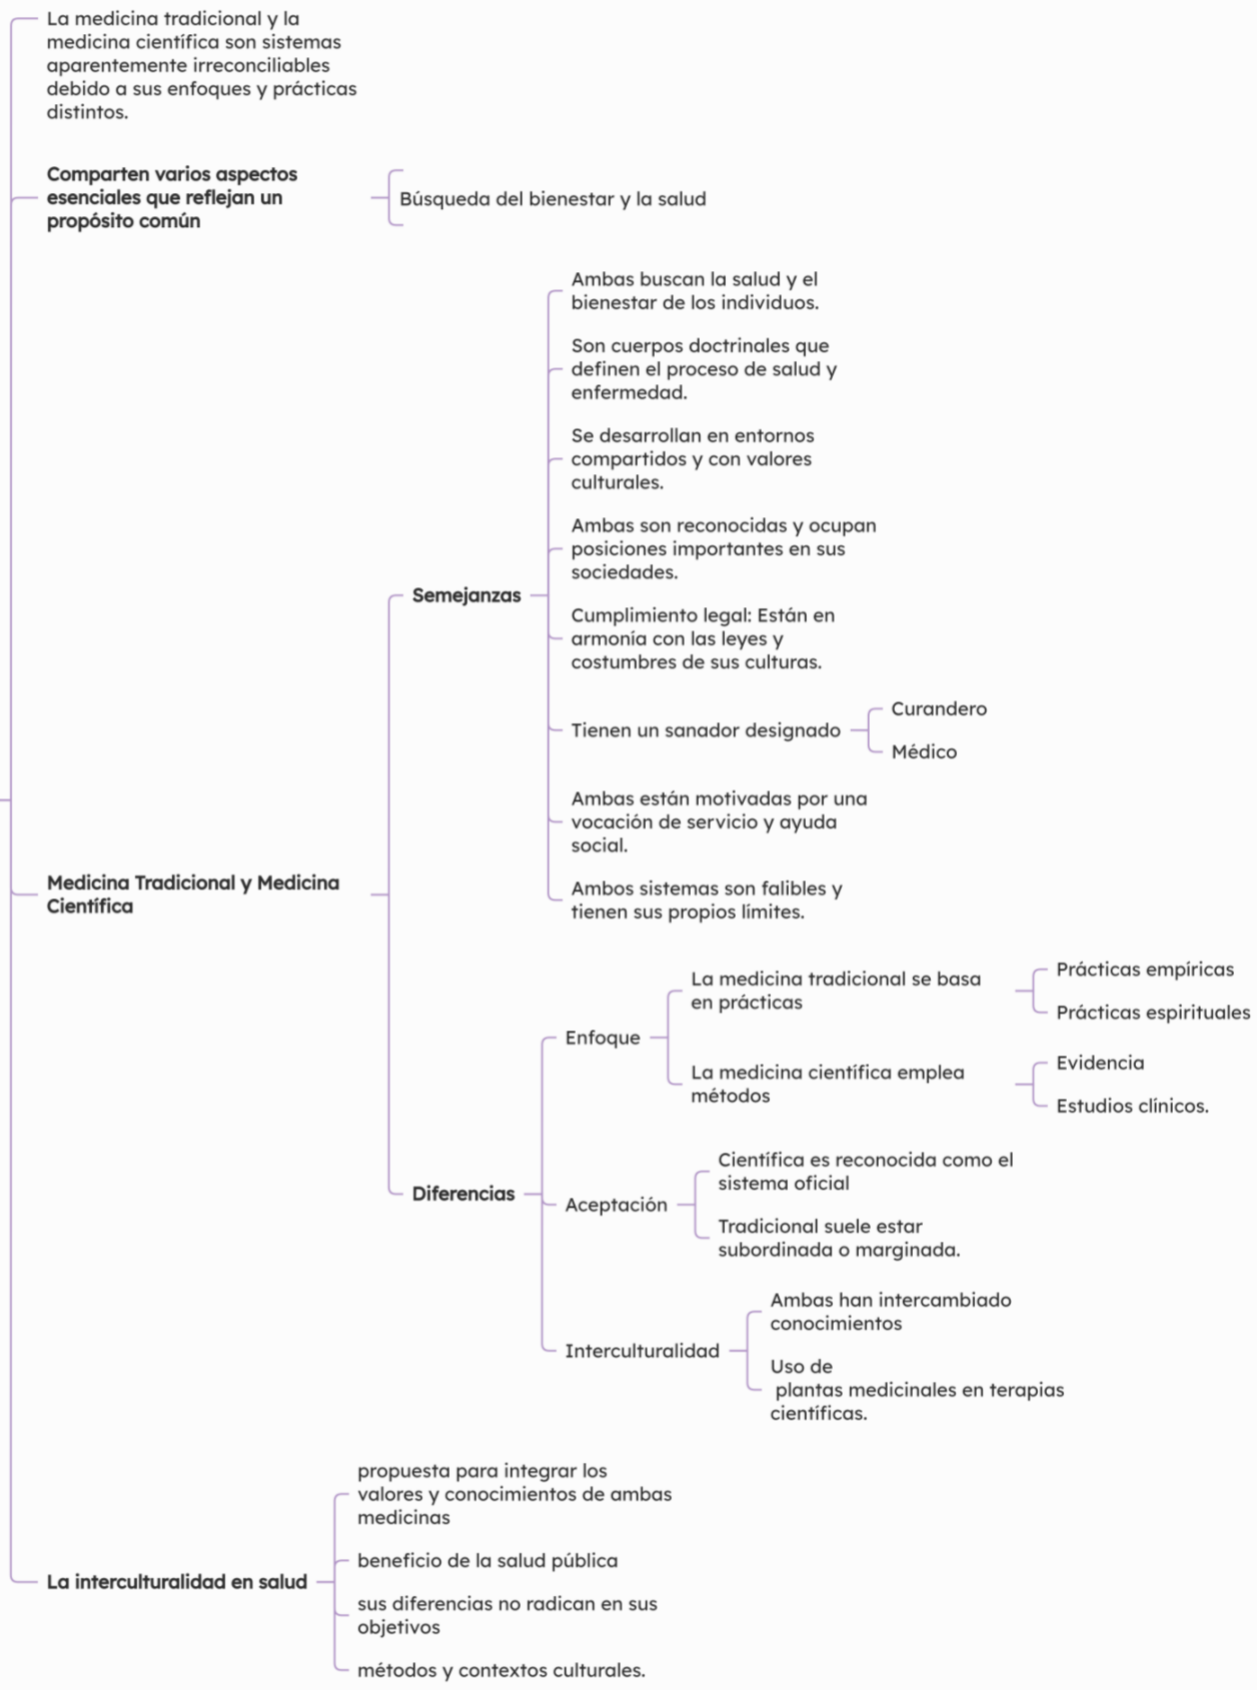 La medicina tradicional y la
medicina científica son sistemas
aparentemente irreconciliables
debido a sus enfoques y prácticas
distintos.
Comparten varios aspectos
esenciales que reflejan un
propósito común
Búsqueda del bienestar y la salud
Medicina Tradicional y Medicina
Científica
Semejanzas
Ambas buscan la salud y el
bienestar de los individuos.
Son cuerpos doctrinales que
definen el proceso de salud y
enfermedad.
Se desarrollan en entornos
compartidos y con valores
culturales.
Ambas son reconocidas y ocupan
posiciones importantes en sus
sociedades.
Cumplimiento legal: Están en
armonía con las leyes y
costumbres de sus culturas.
Tienen un sanador designado
Curandero
Médico
Ambas están motivadas por una
vocación de servicio y ayuda
social.
Ambos sistemas son falibles y
tienen sus propios límites.
Diferencias
Enfoque
La medicina tradicional se basa
en prácticas
Prácticas empíricas
Prácticas espirituales
La medicina científica emplea
métodos
Evidencia
Estudios clínicos.
Aceptación
Científica es reconocida como el
sistema oficial
Tradicional suele estar
subordinada o marginada.
Interculturalidad
Ambas han intercambiado
conocimientos
Uso de
plantas medicinales en terapias
científicas.
La interculturalidad en salud
propuesta para integrar los
valores y conocimientos de ambas
medicinas
beneficio de la salud pública
sus diferencias no radican en sus
objetivos
métodos y contextos culturales.